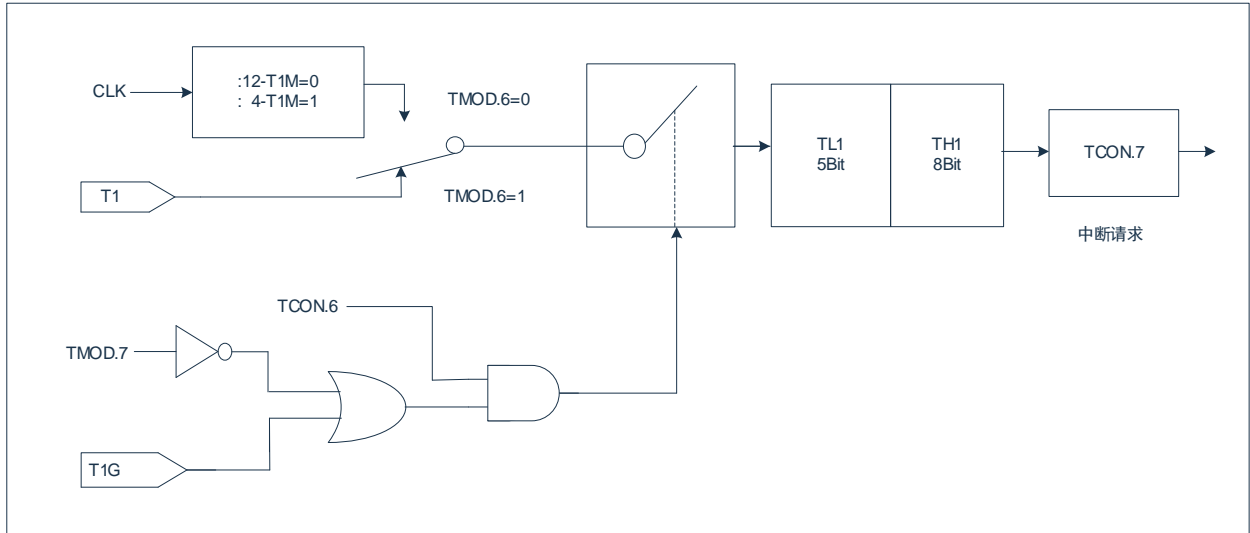 CLK
:12-T1M=0
: 4-T1M=1
TMOD.6=0
T1
TMOD.6=1
TL1
5Bit
TH1
8Bit
TCON.7
中断请求
TCON.6
TMOD.7
T1G